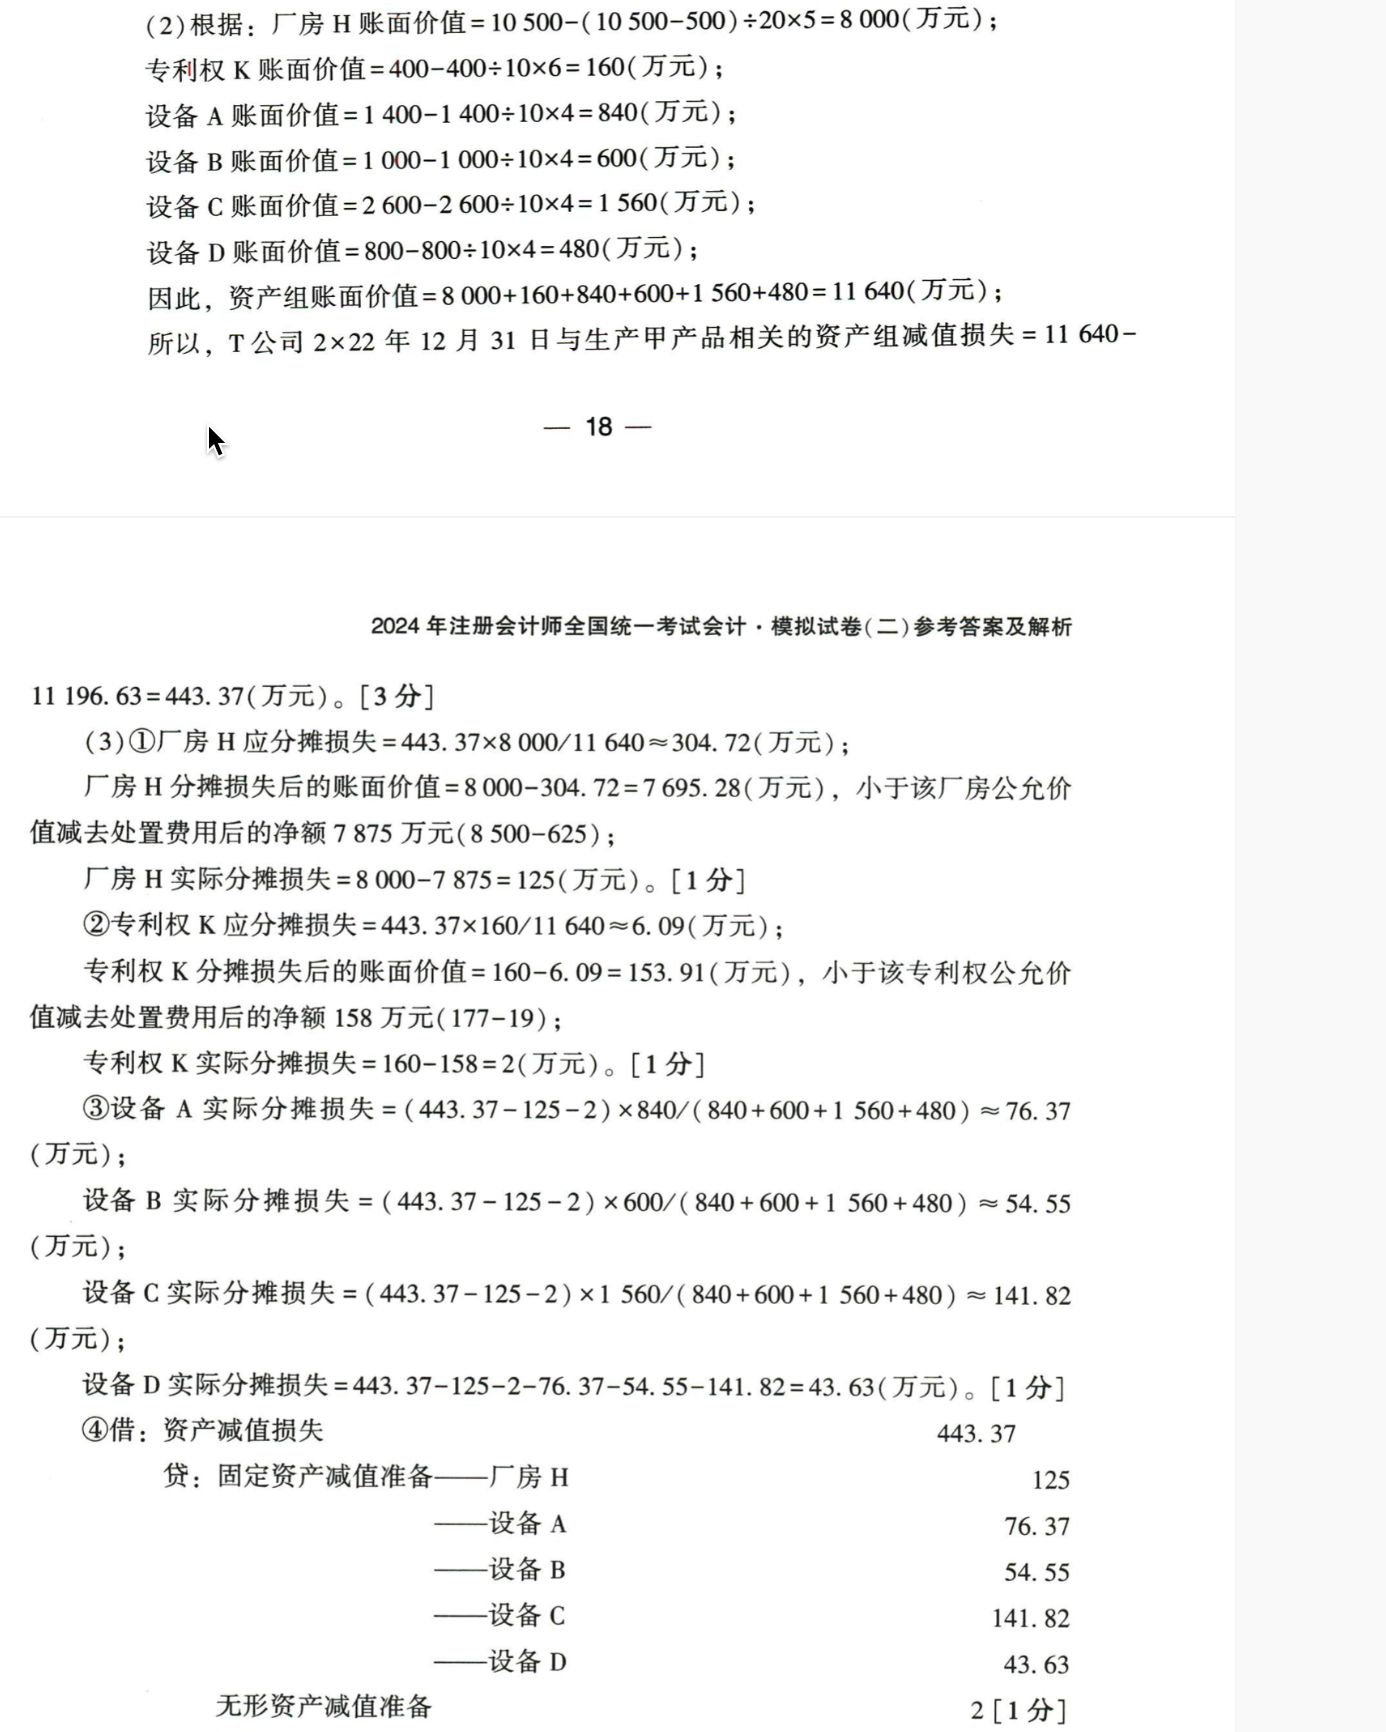 (2)根据：厂房 H 账面价值=10 500-(10 500-500)÷20×5=8 000(万元)；
专利权 K 账面价值=400-400÷10×6=160(万元)；
设备 A 账面价值=1 400-1 400÷10×4=840(万元)；
设备 B 账面价值=1 000-1 000÷10×4=600(万元)；
设备 C 账面价值=2 600-2 600÷10×4=1 560(万元)；
设备 D 账面价值=800-800÷10×4=480(万元)；
因此，资产组账面价值=8 000+160+840+600+1 560+480=11 640(万元)；
所以，T公司 2×22 年 12 月 31 日与生产甲产品相关的资产组减值损失=11 640-
— 18 —
2024 年注册会计师全国统一考试会计·模拟试卷(二)参考答案及解析
11 196.63=443.37(万元)。[3 分]
(3)①厂房 H 应分摊损失=443.37×8 000/11 640≈304.72(万元)；
厂房 H 分摊损失后的账面价值=8 000-304.72=7 695.28(万元)，小于该厂房公允价
值减去处置费用后的净额 7 875 万元(8 500-625)；
厂房 H 实际分摊损失=8 000-7 875=125(万元)。[1 分]
②专利权 K 应分摊损失=443.37×160/11 640≈6.09(万元)；
专利权 K 分摊损失后的账面价值=160-6.09=153.91(万元)，小于该专利权公允价
值减去处置费用后的净额 158 万元(177-19)；
专利权 K 实际分摊损失=160-158=2(万元)。[1 分]
③设备 A 实际分摊损失=(443.37-125-2)×840/(840+600+1 560+480)≈76.37
(万元)；
设备 B 实际分摊损失=(443.37-125-2)×600/(840+600+1 560+480)≈54.55
(万元)；
设备 C 实际分摊损失=(443.37-125-2)×1 560/(840+600+1 560+480)≈141.82
(万元)；
设备 D 实际分摊损失=443.37-125-2-76.37-54.55-141.82=43.63(万元)。[1 分]
④借：资产减值损失 443.37
贷：固定资产减值准备——厂房 H 125
——设备 A 76.37
——设备 B 54.55
——设备 C 141.82
——设备 D 43.63
无形资产减值准备 2[1 分]